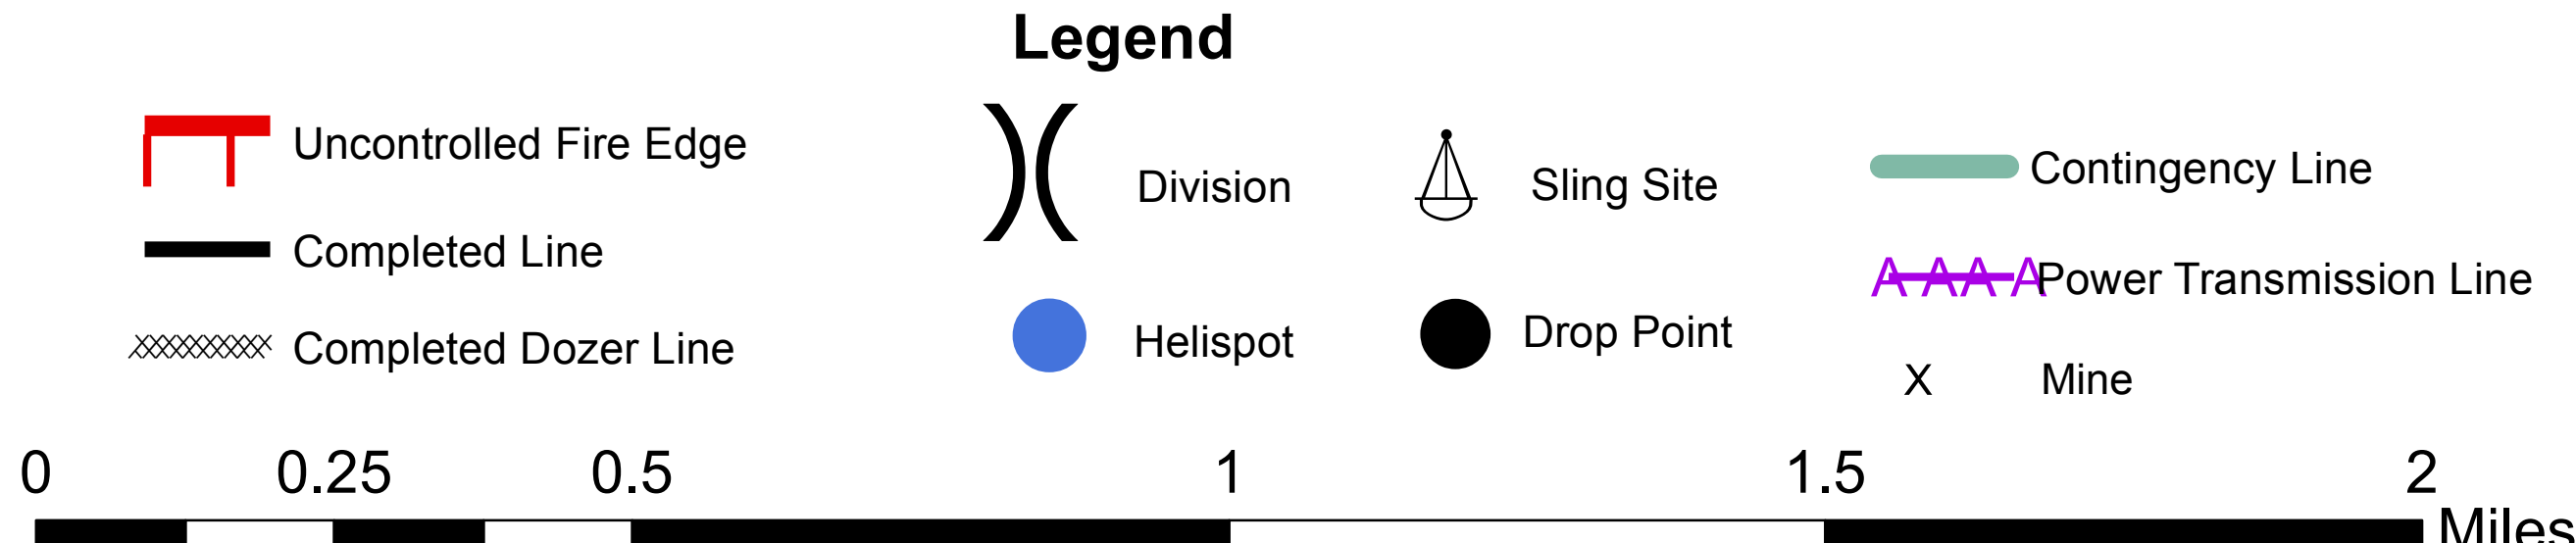 Legend
Uncontrolled Fire Edge
Completed Line
Completed Dozer Line
Division
Helispot
Sling Site
Drop Point
Contingency Line
A A A A Power Transmission Line
X Mine
0 0.25 0.5 1 1.5 2
Miles